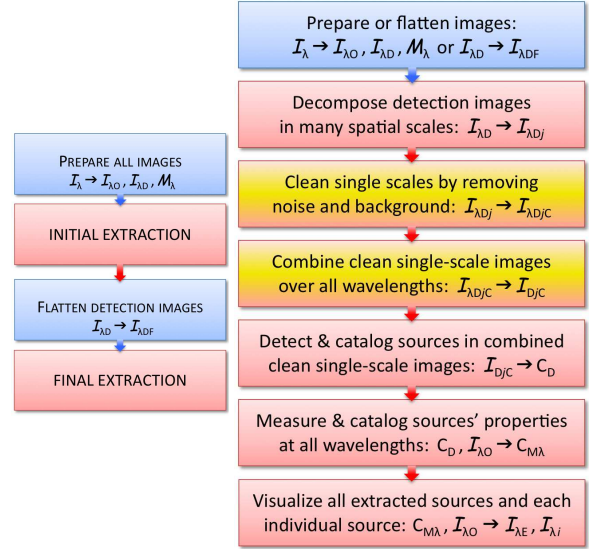 PREPARE ALL IMAGES
I_λ → I_λO, I_λD, M_λ
INITIAL EXTRACTION
FLATTEN DETECTION IMAGES
I_λD → I_λDF
FINAL EXTRACTION
Prepare or flatten images:
I_λ → I_λO, I_λD, M_λ or I_λD → I_λDF
Decompose detection images
in many spatial scales: I_λD → I_λDj
Clean single scales by removing
noise and background: I_λDj → I_λDjC
Combine clean single-scale images
over all wavelengths: I_λDjC → I_DjC
Detect & catalog sources in combined
clean single-scale images: I_DjC → C_D
Measure & catalog sources' properties
at all wavelengths: C_D, I_λO → C_Mλ
Visualize all extracted sources and each
individual source: C_Mλ, I_λO → I_λE, I_λi